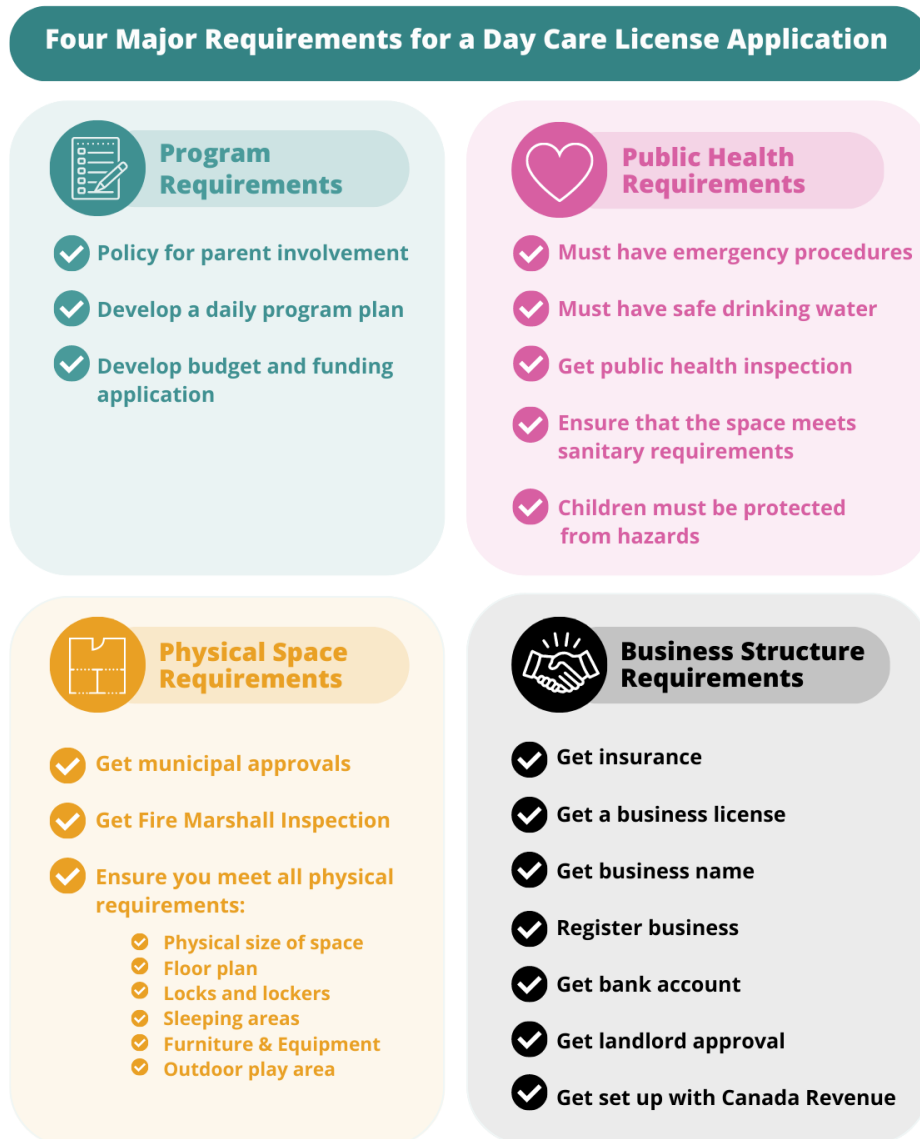 Four Major Requirements for a Day Care License Application
Program
Requirements
Policy for parent involvement
Develop a daily program plan
Develop budget and funding
application
Public Health
Requirements
Must have emergency procedures
Must have safe drinking water
Get public health inspection
Ensure that the space meets
sanitary requirements
Children must be protected
from hazards
Physical Space
Requirements
Get municipal approvals
Get Fire Marshall Inspection
Ensure you meet all physical
requirements:
Physical size of space
Floor plan
Locks and lockers
Sleeping areas
Furniture & Equipment
Outdoor play area
Business Structure
Requirements
Get insurance
Get a business license
Get business name
Register business
Get bank account
Get landlord approval
Get set up with Canada Revenue